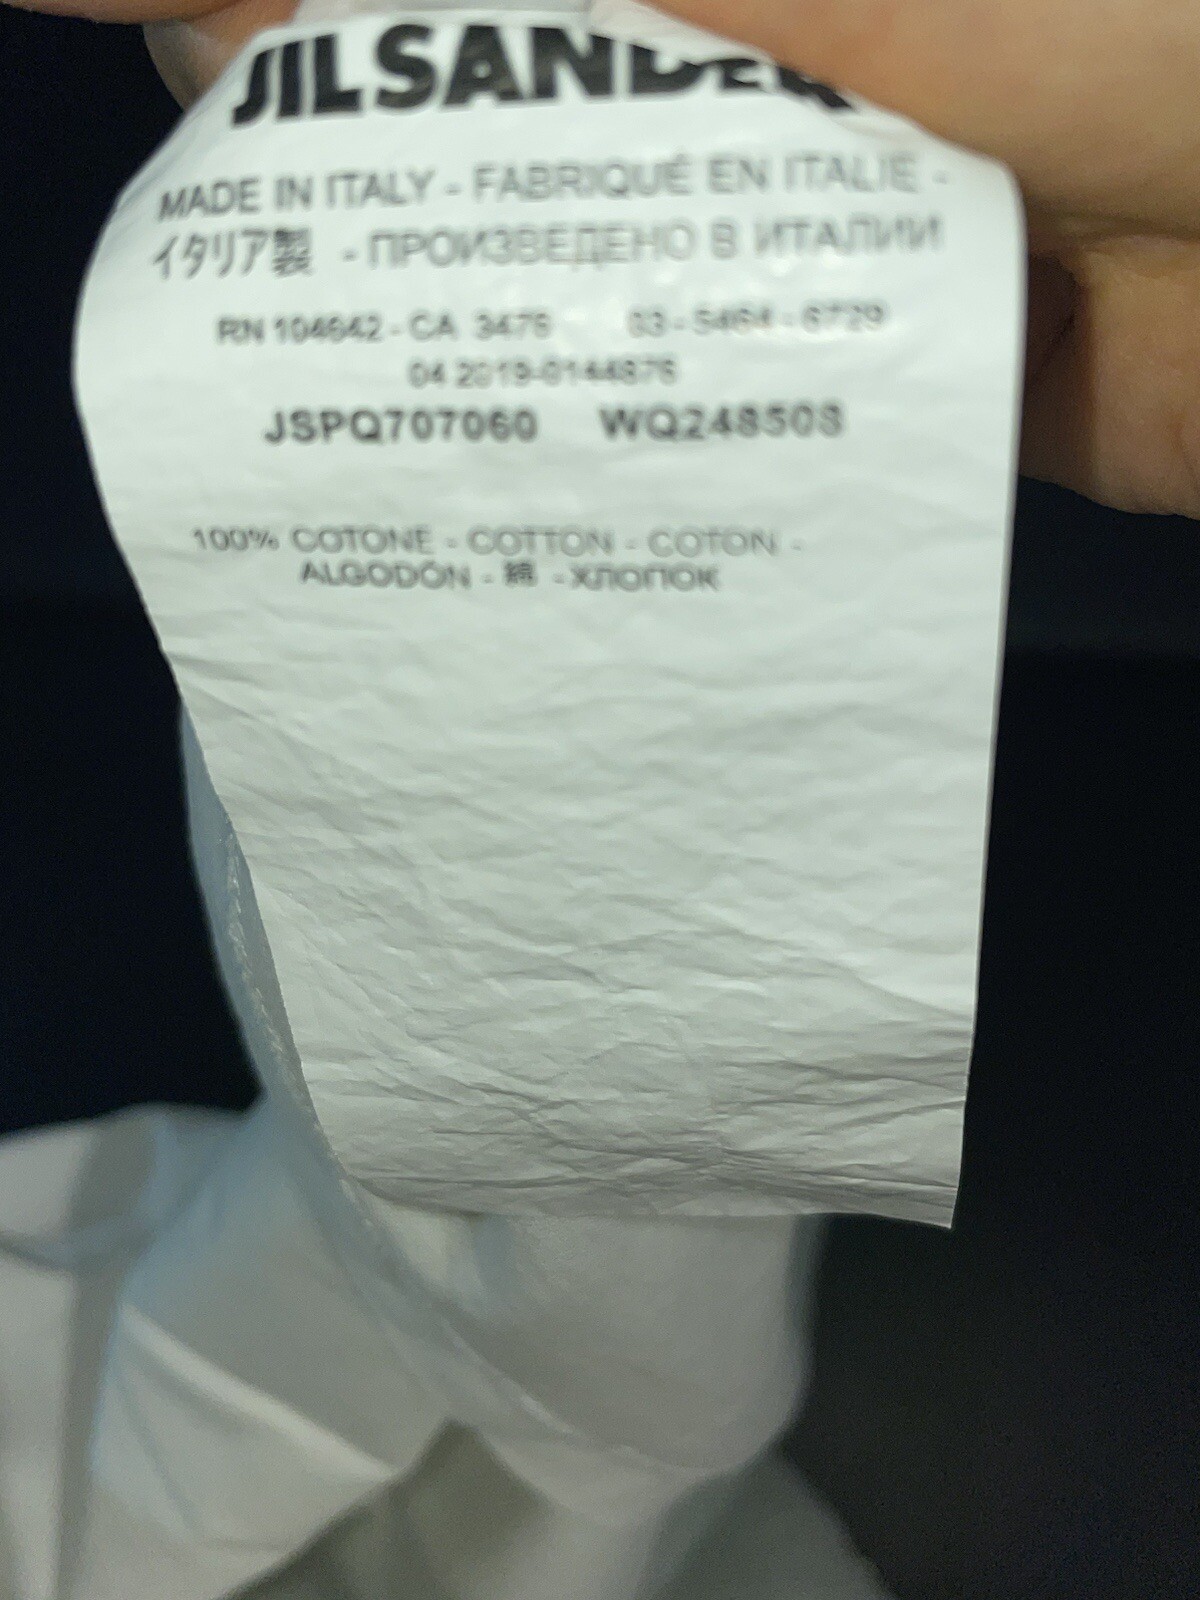 JIL SANDER
MADE IN ITALY - FABRIQUÉ EN ITALIE -
イタリア製 - ПРОИЗВЕДЕНО В ИТАЛИИ
RN 104642 - CA 3476 03-5464-6729
04 2019-0144876
JSPQ707060 WQ248508
100% COTONE - COTTON - COTON -
ALGODÓN - 綿 - ХЛОПОК